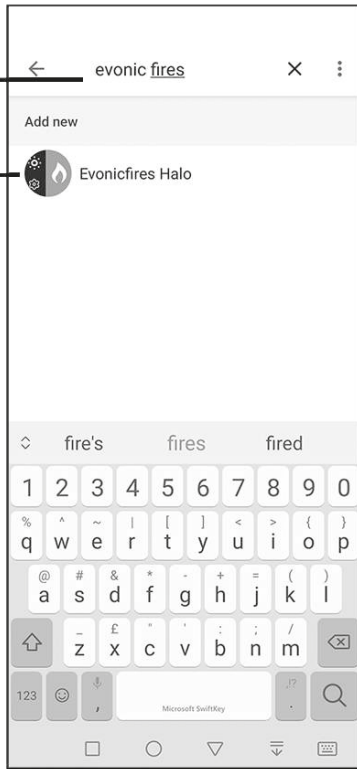 evonic fires
Add new
Evonicfires Halo
fire's fires fired
1 2 3 4 5 6 7 8 9 0
% ^ ~ | [ ] < > { }
q w e r t y u i o p
@ # & * - + = ( )
a s d f g h j k l
_ £ " ' : ; /
z x c v b n m
123 , Microsoft SwiftKey ,!? .